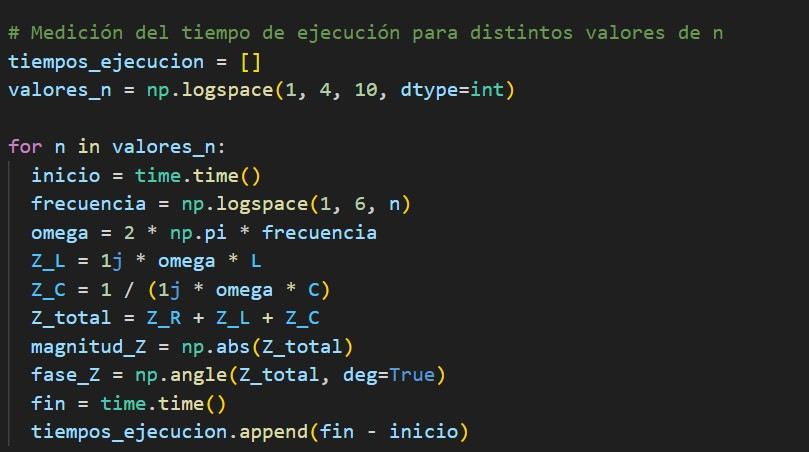 # Medición del tiempo de ejecución para distintos valores de n
tiempos_ejecucion = []
valores_n = np.logspace(1, 4, 10, dtype=int)

for n in valores_n:
  inicio = time.time()
  frecuencia = np.logspace(1, 6, n)
  omega = 2 * np.pi * frecuencia
  Z_L = 1j * omega * L
  Z_C = 1 / (1j * omega * C)
  Z_total = Z_R + Z_L + Z_C
  magnitud_Z = np.abs(Z_total)
  fase_Z = np.angle(Z_total, deg=True)
  fin = time.time()
  tiempos_ejecucion.append(fin - inicio)